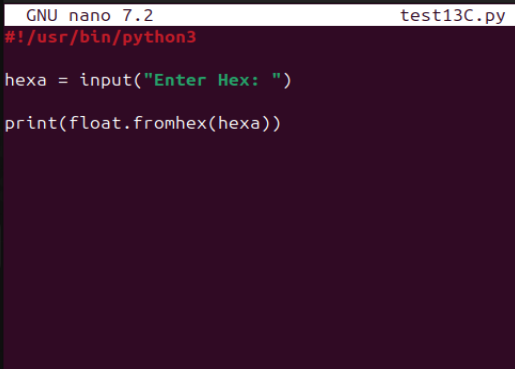 GNU nano 7.2 test13C.py
#!/usr/bin/python3
hexa = input("Enter Hex: ")
print(float.fromhex(hexa))